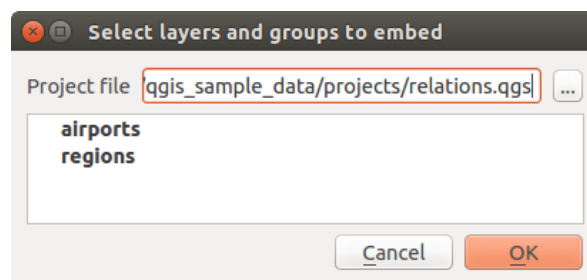 Select layers and groups to embed
Project file /qgis_sample_data/projects/relations.qgs ...
airports
regions
Cancel OK